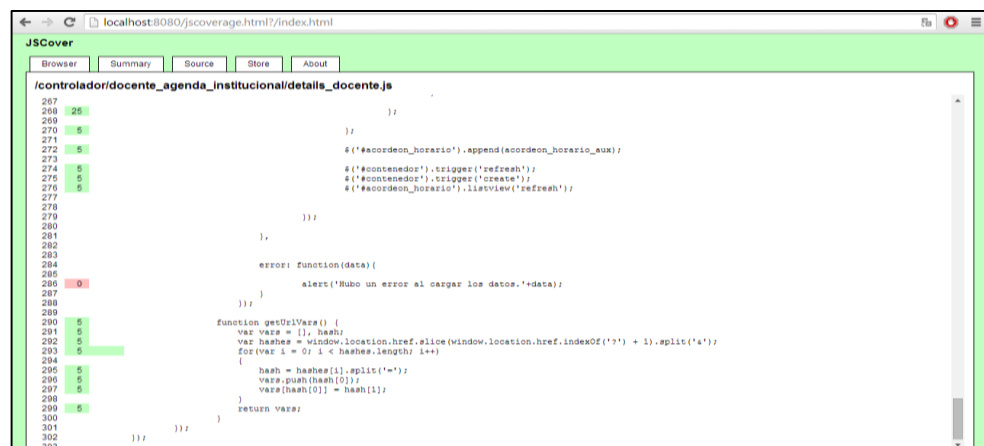 localhost:8080/jscoverage.html?/index.html
JSCover
Browser Summary Source Store About
/controlador/docente_agenda_institucional/details_docente.js
267
268 25 );
269
270 5 );
271
272 5 $('#acordeon_horario').append(acordeon_horario_aux);
273
274 5 $('#contenedor').trigger('refresh');
275 5 $('#contenedor').trigger('create');
276 5 $('#acordeon_horario').listview('refresh');
277
278
279 });
280
281 },
282
283
284 error: function(data){
285
286 0 alert('Hubo un error al cargar los datos.'+data);
287 }
288 });
289
290 5 function getUrlVars() {
291 5 var vars = [], hash;
292 5 var hashes = window.location.href.slice(window.location.href.indexOf('?') + 1).split('&');
293 5 for(var i = 0; i < hashes.length; i++)
294 {
295 5 hash = hashes[i].split('=');
296 5 vars.push(hash[0]);
297 5 vars[hash[0]] = hash[1];
298 }
299 5 return vars;
300 }
301 });
302 });